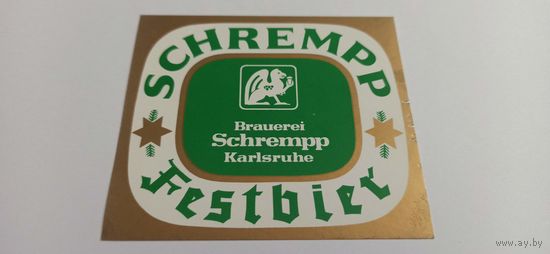 SCHREMPP
Brauerei
Schrempp
Karlsruhe
Festbier
www.ay.by